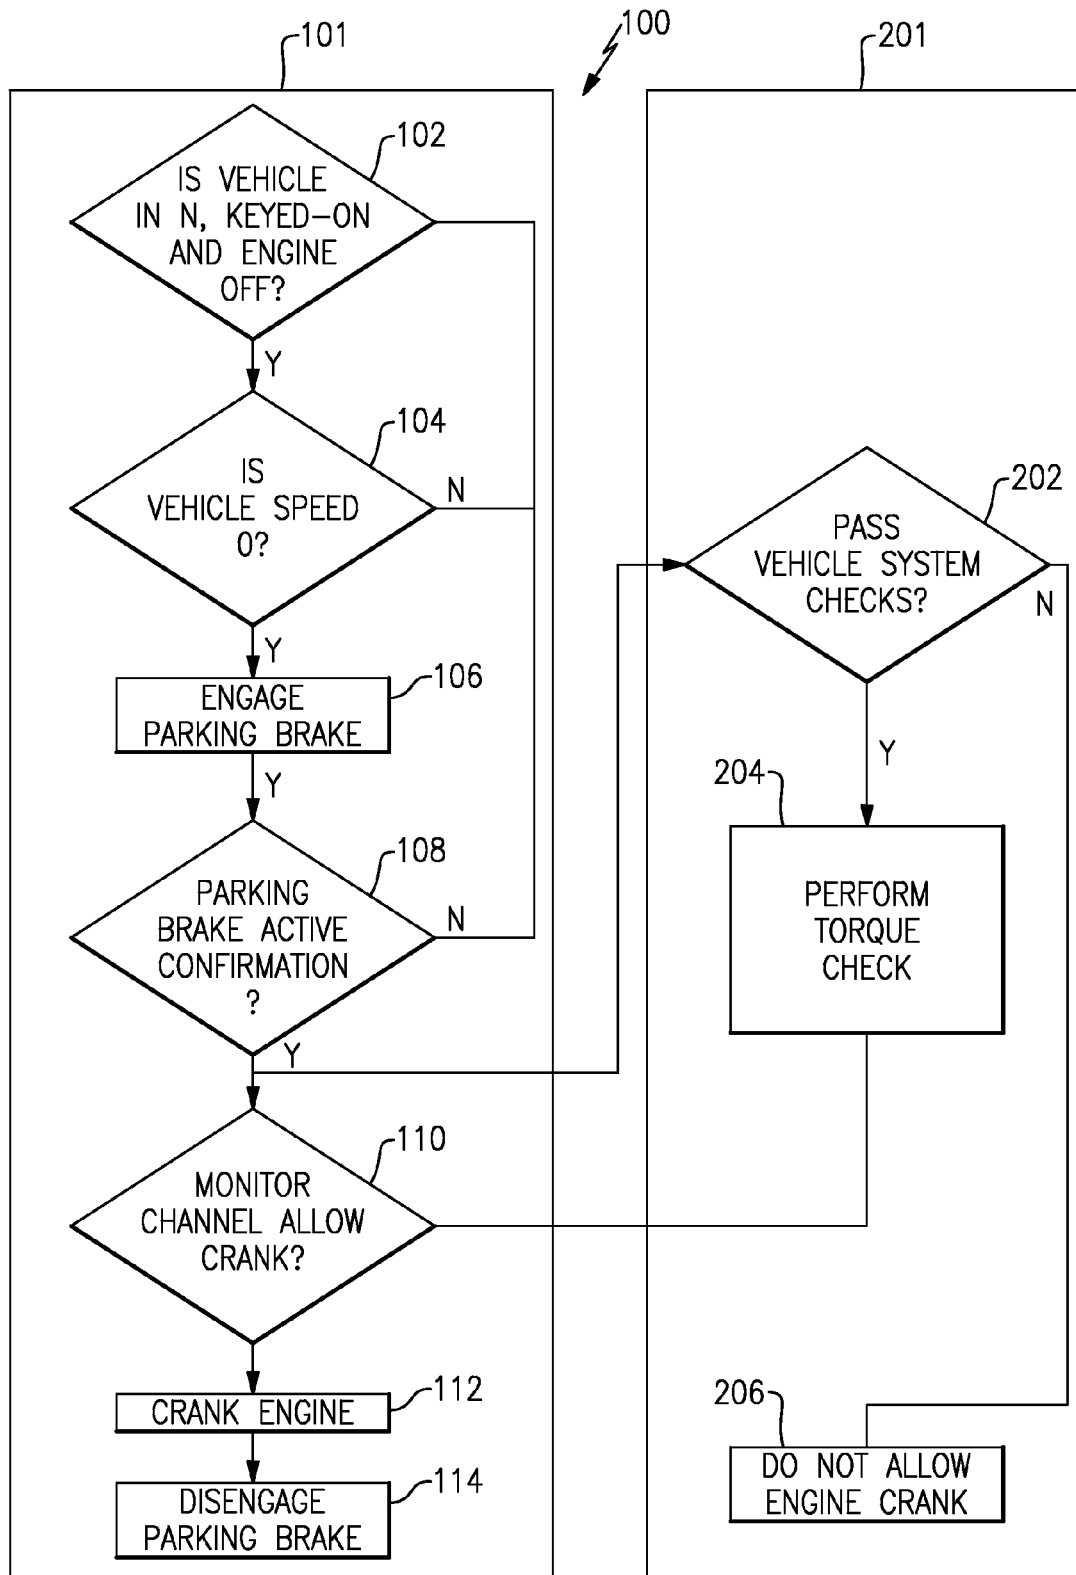 100
101
201
102
IS VEHICLE
IN N, KEYED-ON
AND ENGINE
OFF?
Y
104
IS
VEHICLE SPEED
0?
N
Y
106
ENGAGE
PARKING BRAKE
Y
108
PARKING
BRAKE ACTIVE
CONFIRMATION
?
N
Y
110
MONITOR
CHANNEL ALLOW
CRANK?
112
CRANK ENGINE
114
DISENGAGE
PARKING BRAKE
202
PASS
VEHICLE SYSTEM
CHECKS?
N
Y
204
PERFORM
TORQUE
CHECK
206
DO NOT ALLOW
ENGINE CRANK